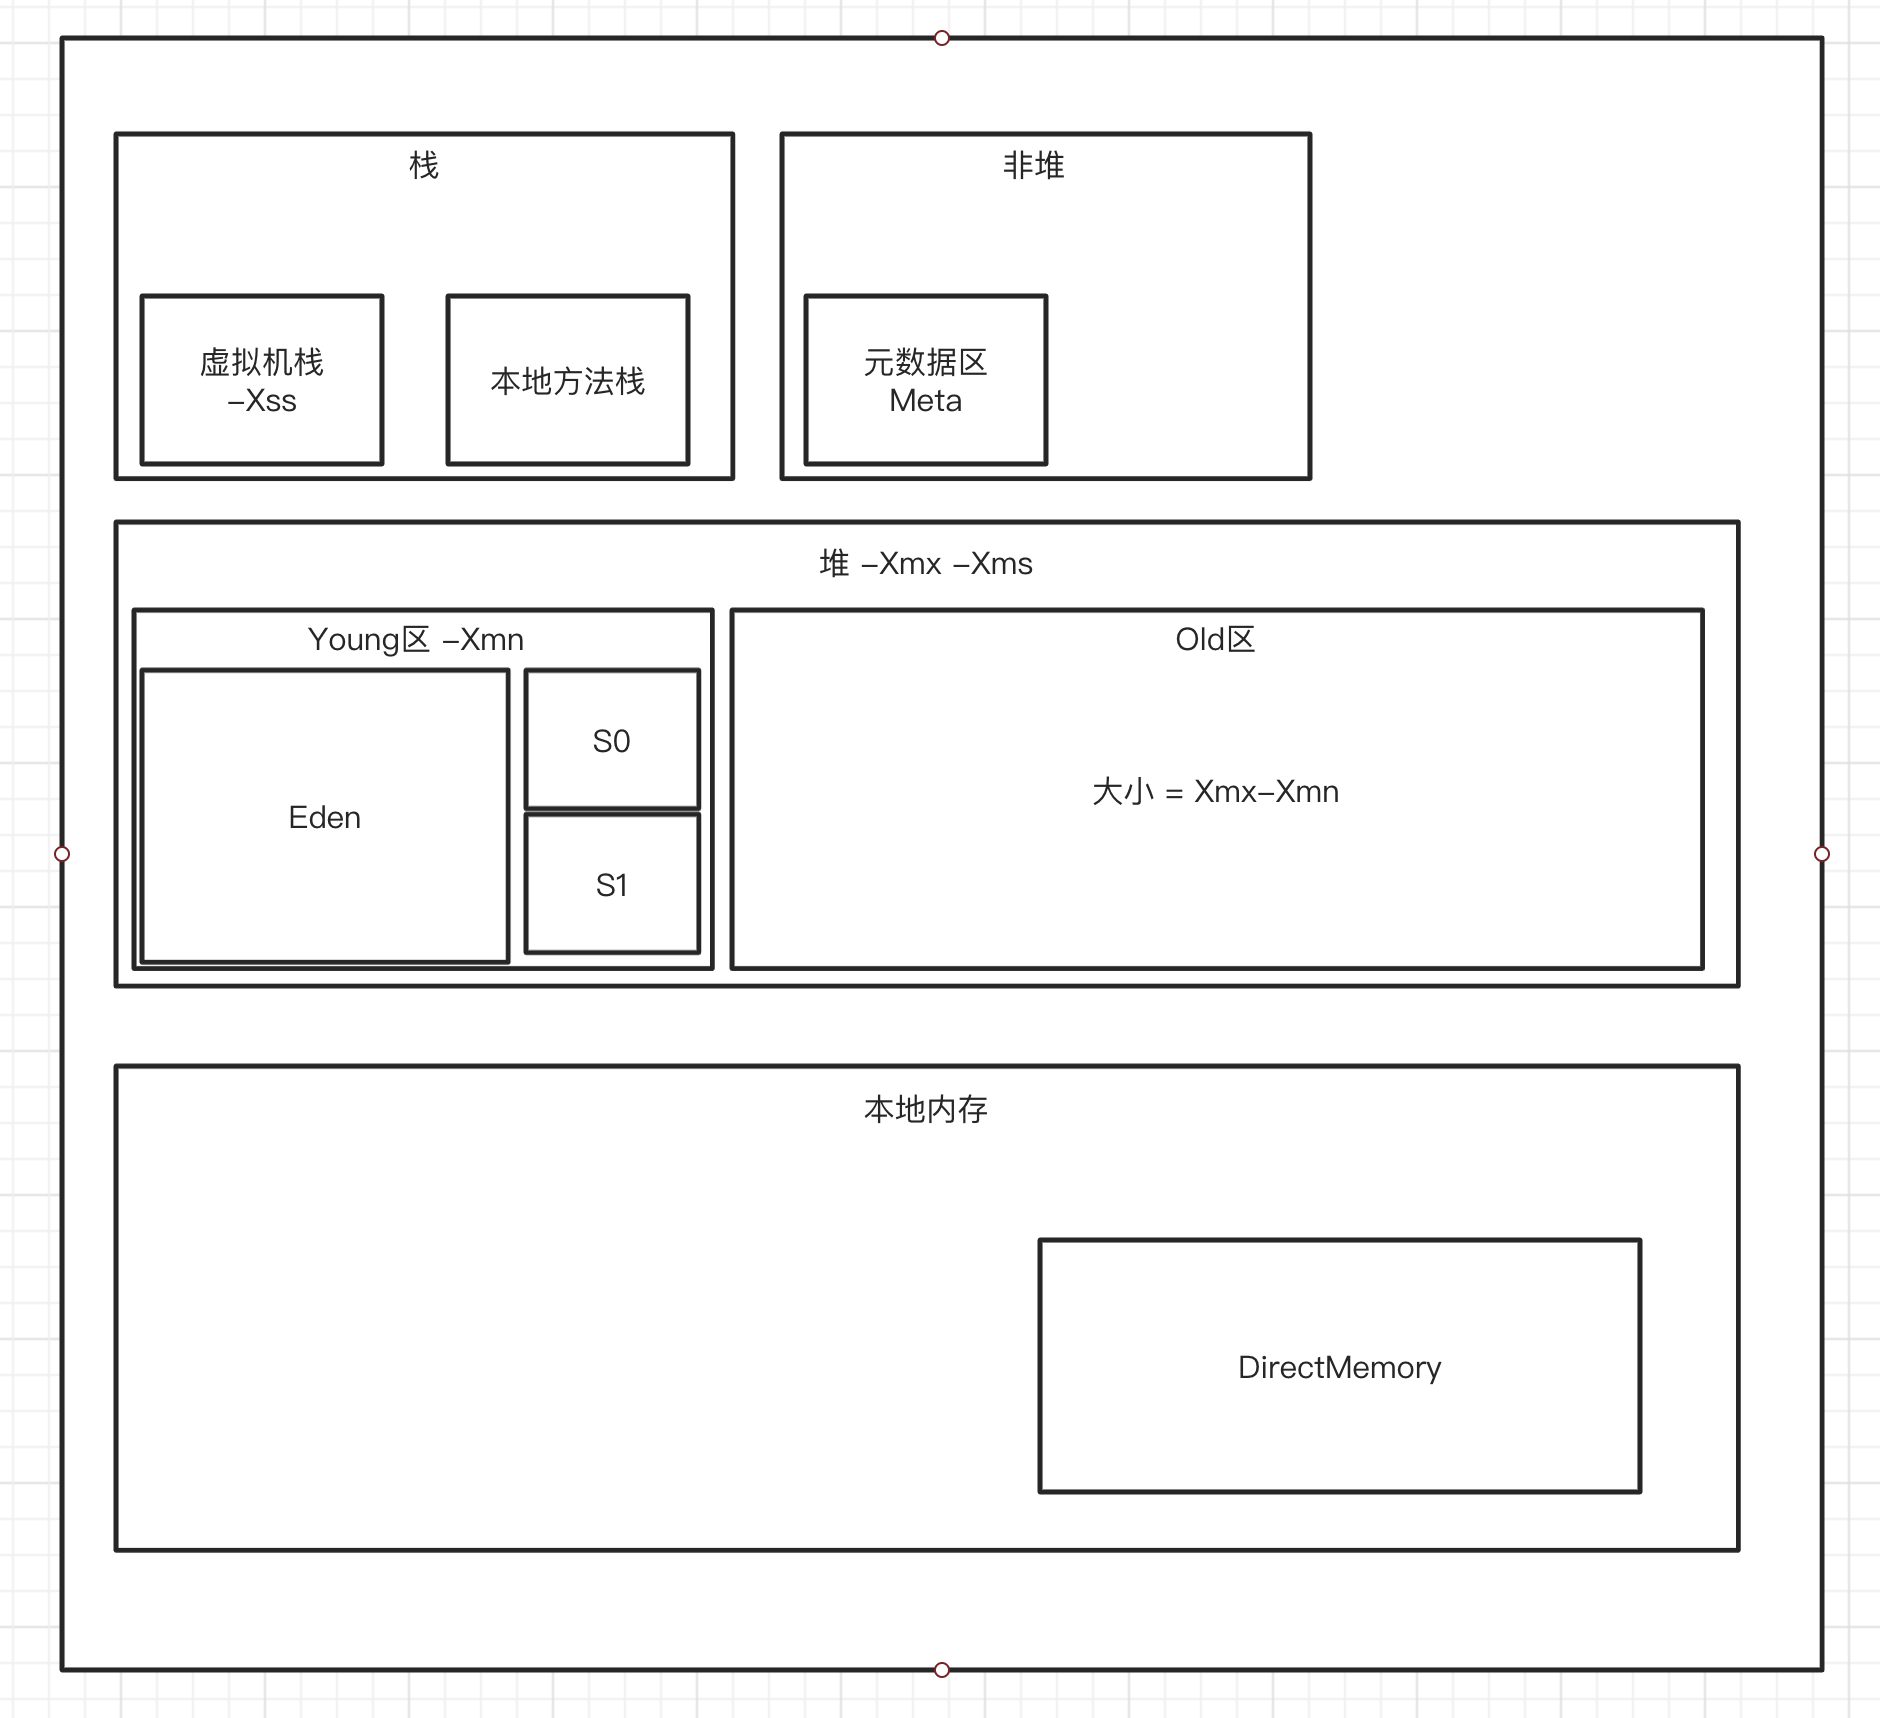 栈
非堆
虚拟机栈
-Xss
本地方法栈
元数据区
Meta
堆 -Xmx -Xms
Young区 -Xmn
Old区
Eden
S0
S1
大小 = Xmx-Xmn
本地内存
DirectMemory